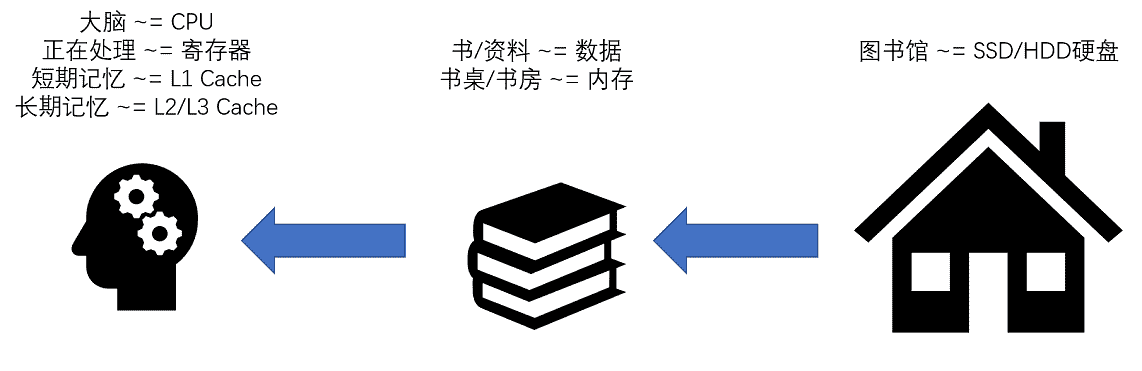 大脑 ~= CPU
正在处理 ~= 寄存器
短期记忆 ~= L1 Cache
长期记忆 ~= L2/L3 Cache
书/资料 ~= 数据
书桌/书房 ~= 内存
图书馆 ~= SSD/HDD硬盘